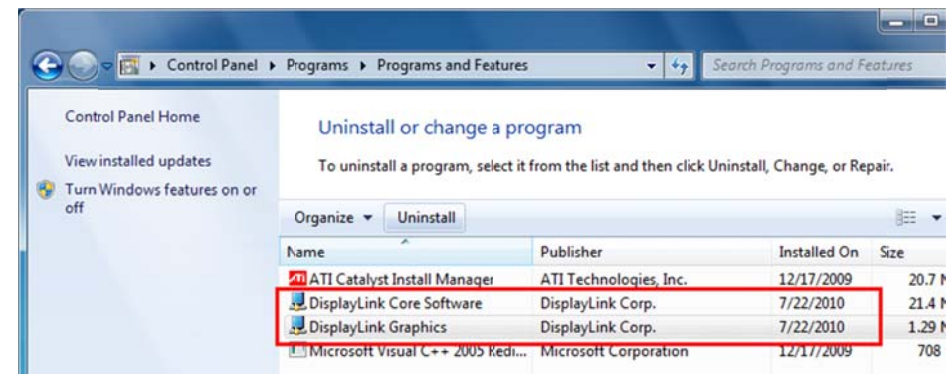 Control Panel ▸ Programs ▸ Programs and Features
Search Programs and Features
Control Panel Home
View installed updates
Turn Windows features on or
off
Uninstall or change a program
To uninstall a program, select it from the list and then click Uninstall, Change, or Repair.
Organize Uninstall
Name Publisher Installed On Size
ATI Catalyst Install Manager ATI Technologies, Inc. 12/17/2009 20.7
DisplayLink Core Software DisplayLink Corp. 7/22/2010 21.4
DisplayLink Graphics DisplayLink Corp. 7/22/2010 1.29
Microsoft Visual C++ 2005 Redi... Microsoft Corporation 12/17/2009 708